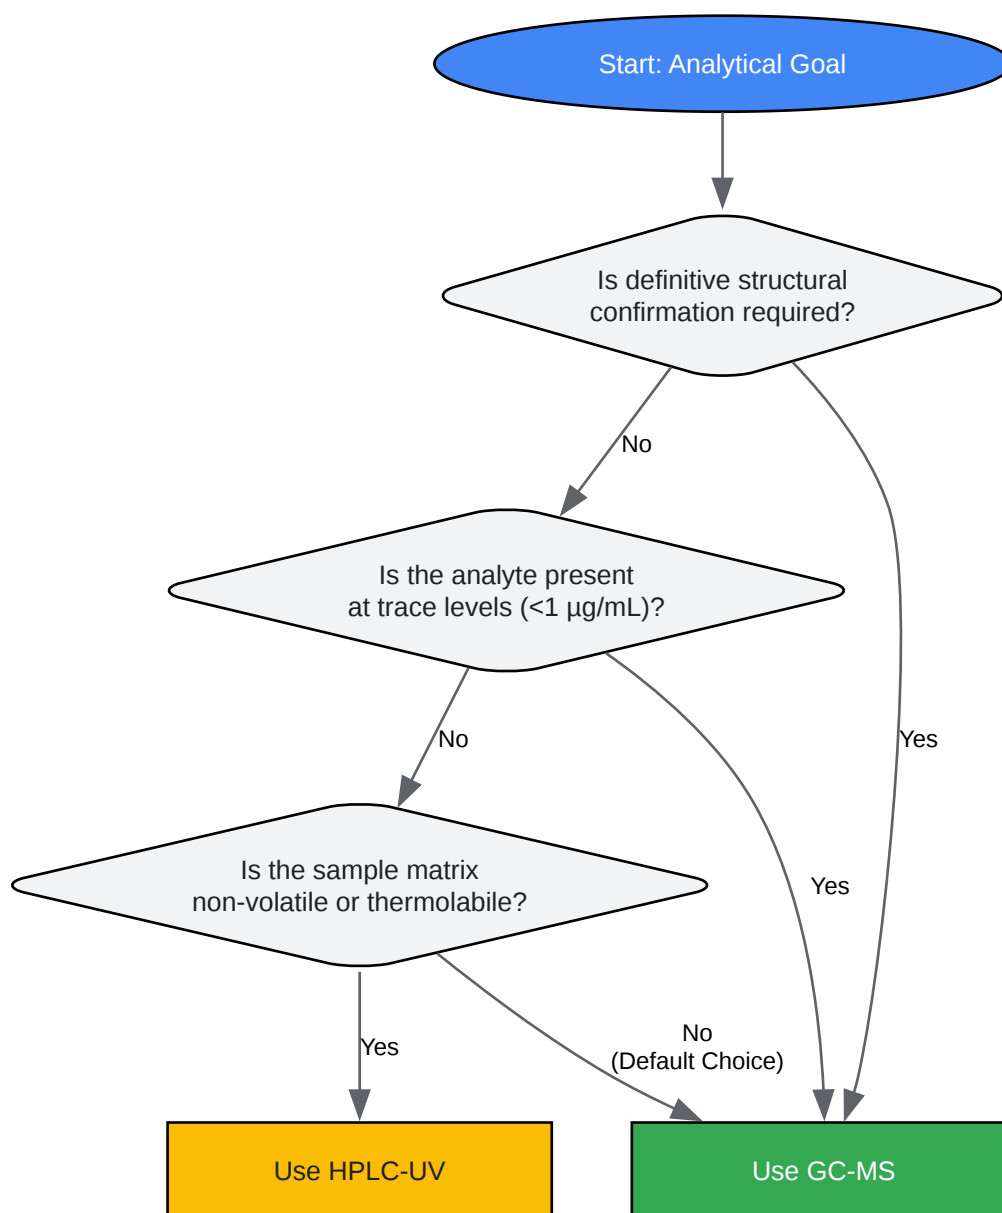 Start: Analytical Goal
Is definitive structural
confirmation required?
No
Is the analyte present
at trace levels (<1 µg/mL)?
No
Yes
Is the sample matrix
non-volatile or thermolabile?
Yes
Yes
No
(Default Choice)
Use HPLC-UV
Use GC-MS